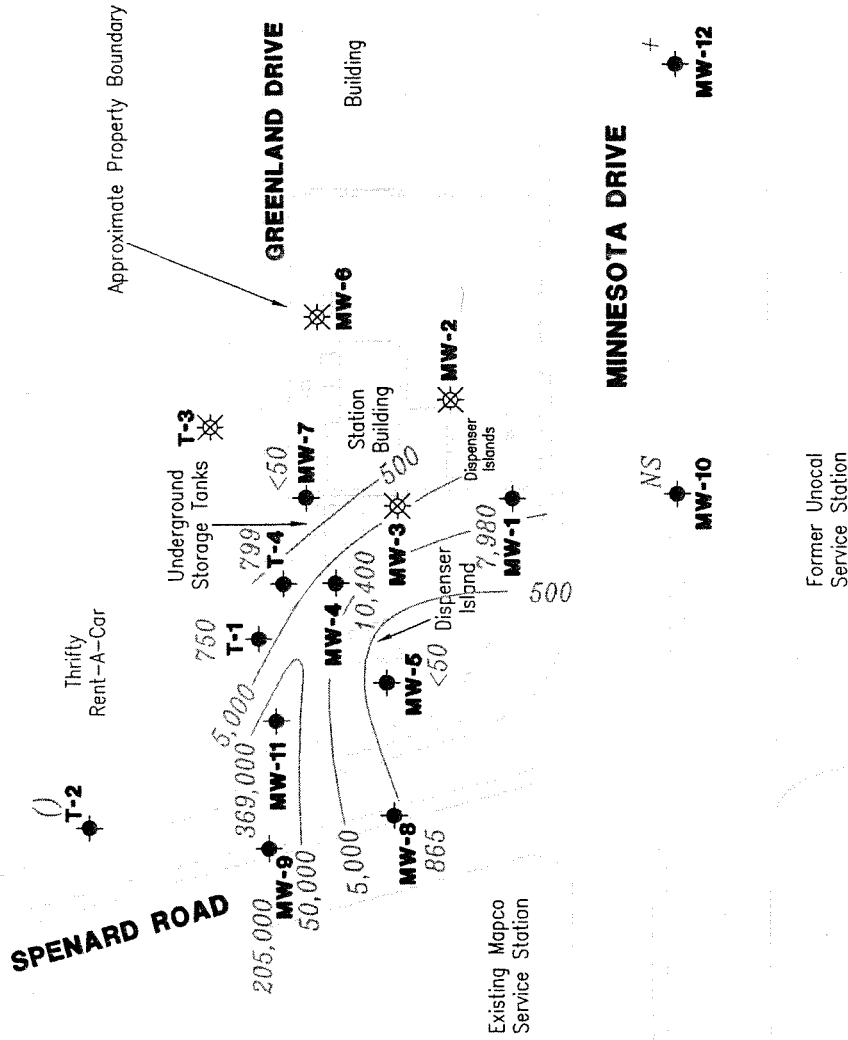 Approximate Property Boundary
GREENLAND DRIVE
Building
+
MW-12
MINNESOTA DRIVE
MW-6
T-3
MW-2
Underground
Storage Tanks
<50
MW-7
Station
Building
500
Dispenser
Islands
NS
MW-10
Former Unocal
Service Station
Thrifty
Rent-A-Car
750
T-1
799
T-4
MW-4
10,400
MW-3
7,980
MW-1
Dispenser
Island
500
MW-5
<50
()
T-2
5,000
369,000
MW-11
SPENARD ROAD
205,000
MW-9
50,000
5,000
MW-8
865
Existing Mapco
Service Station